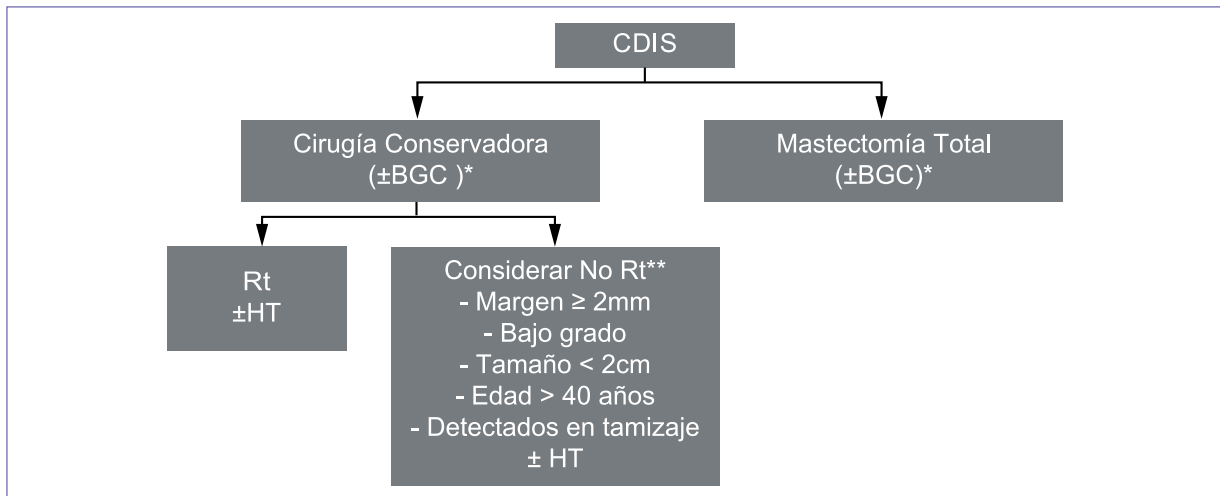 CDIS
Cirugía Conservadora
(±BGC )*
Mastectomía Total
(±BGC)*
Rt
±HT
Considerar No Rt**
- Margen ≥ 2mm
- Bajo grado
- Tamaño < 2cm
- Edad > 40 años
- Detectados en tamizaje
± HT